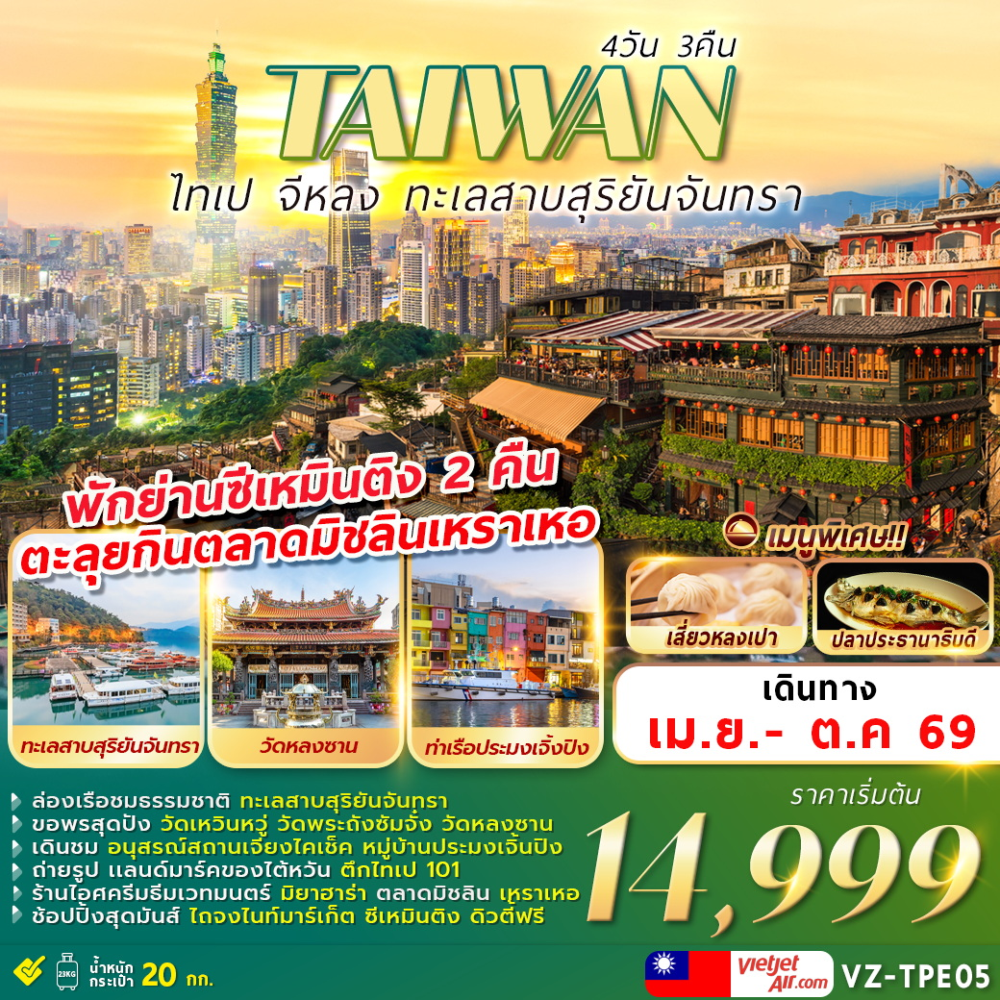 4วัน 3คืน
TAIWAN
ไทเป จีหลง ทะเลสาบสุริยันจันทรา
พักย่านซีเหมินติง 2 คืน
ตะลุยกินตลาดมิชลินเหราเหอ
เมนูพิเศษ!!
เสี่ยวหลงเปา
ปลาประธานาธิบดี
ทะเลสาบสุริยันจันทรา
วัดหลงซาน
ท่าเรือประมงเจิ้งปิง
เดินทาง
เม.ย.- ต.ค 69
ล่องเรือชมธรรมชาติ ทะเลสาบสุริยันจันทรา
ขอพรสุดปัง วัดเหวินหวู่ วัดพระถังซัมจั๋ง วัดหลงซาน
เดินชม อนุสรณ์สถานเจียงไคเช็ค หมู่บ้านประมงเจิ้นปิง
ถ่ายรูป แลนด์มาร์คของไต้หวัน ตึกไทเป 101
ร้านไอศครีมธีมเวทมนตร์ มิยาฮาร่า ตลาดมิชลิน เหราเหอ
ช้อปปิ้งสุดมันส์ ไถจงไนท์มาร์เก็ต ซีเหมินติง ดิวตี้ฟรี
ราคาเริ่มต้น
14,999
23KG
น้ำหนัก
กระเป๋า 20 กก.
vietjet
Air.com
VZ-TPE05